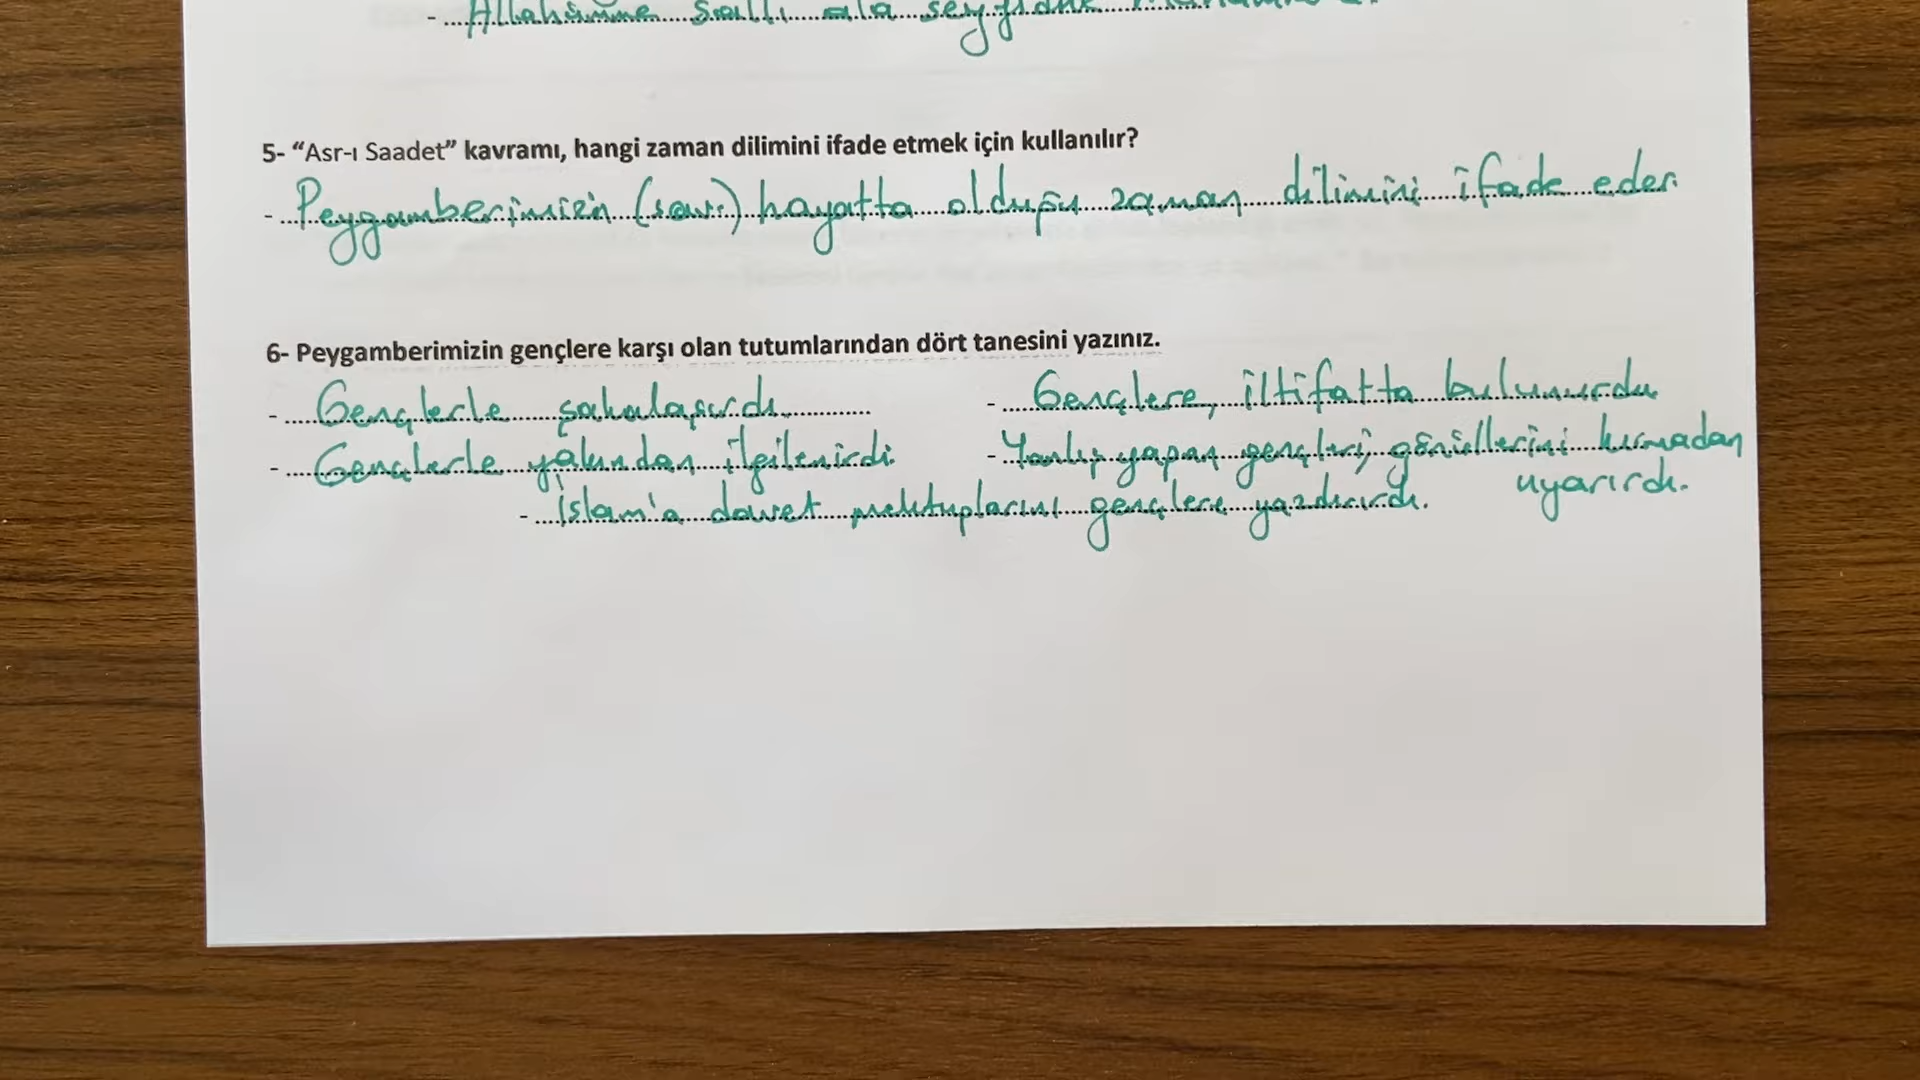 - Allahümme salli ala seyyidine
5- “Asr-ı Saadet” kavramı, hangi zaman dilimini ifade etmek için kullanılır?
- Peygamberimizin (sav.) hayatta olduğu zaman dilimini ifade eder.
6- Peygamberimizin gençlere karşı olan tutumlarından dört tanesini yazınız.
- Gençlerle şakalaşırdı. - Gençlere, iltifatta bulunurdu
- Gençlerle yakından ilgilenirdi. - Yanlış yapan gençleri, gönüllerini kırmadan
uyarırdı.
- İslam'a davet mektuplarını gençlere yazdırırdı.